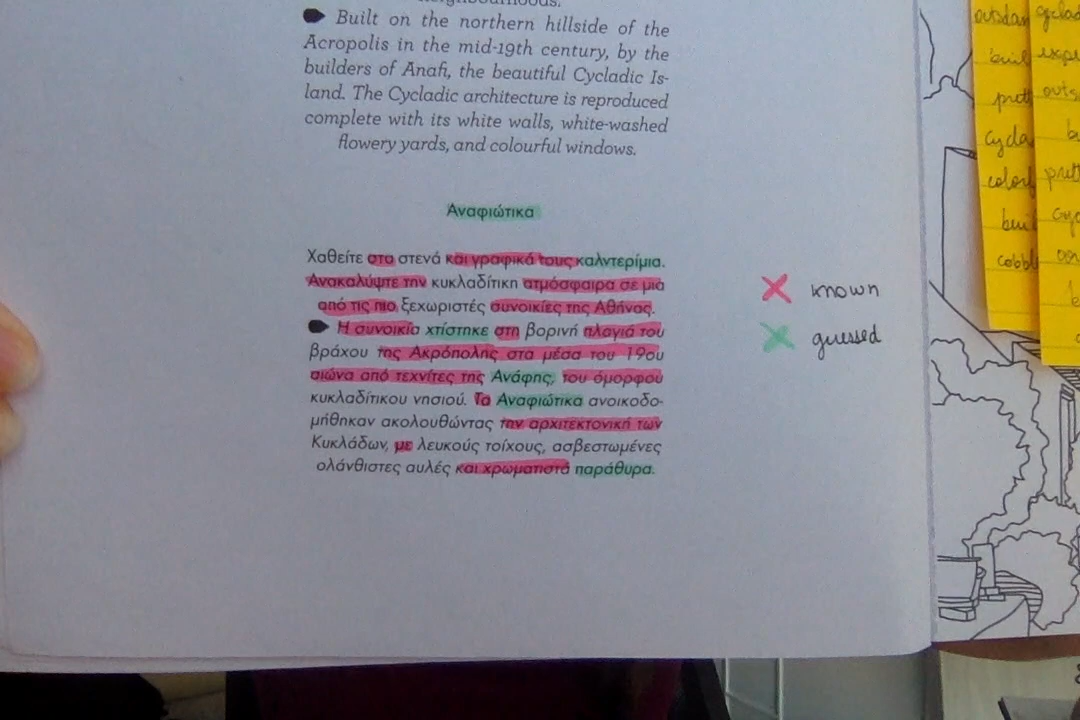 Built on the northern hillside of the
Acropolis in the mid-19th century, by the
builders of Anafi, the beautiful Cycladic Is-
land. The Cycladic architecture is reproduced
complete with its white walls, white-washed
flowery yards, and colourful windows.
Αναφιώτικα
Χαθείτε στα στενά και γραφικά τους καλντερίμια.
Ανακαλύψτε την κυκλαδίτικη ατμόσφαιρα σε μια
από τις πιο ξεχωριστές συνοικίες της Αθήνας.
Η συνοικία χτίστηκε στη βορινή πλαγιά του
βράχου της Ακρόπολης στα μέσα του 19ου
αιώνα από τεχνίτες της Ανάφης, του όμορφου
κυκλαδίτικου νησιού. Τα Αναφιώτικα ανοικοδο-
μήθηκαν ακολουθώντας την αρχιτεκτονική των
Κυκλάδων, με λευκούς τοίχους, ασβεστωμένες
ολάνθιστες αυλές και χρωματιστά παράθυρα.
known
guessed